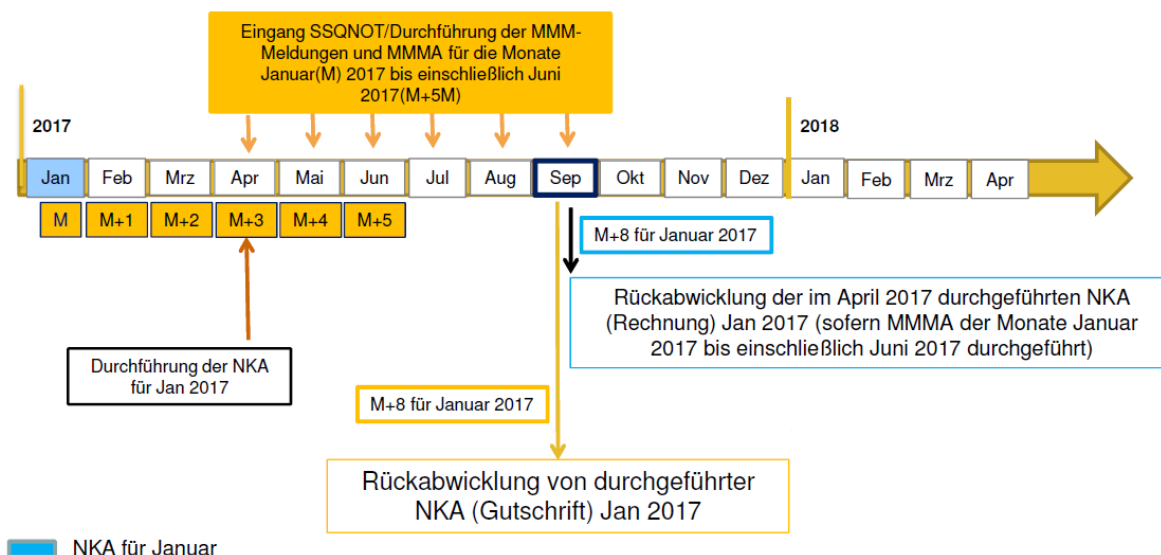 Eingang SSQNOT/Durchführung der MMM-
Meldungen und MMMA für die Monate
Januar(M) 2017 bis einschließlich Juni
2017(M+5M)
2017
2018
Jan Feb Mrz Apr Mai Jun Jul Aug Sep Okt Nov Dez Jan Feb Mrz Apr
M M+1 M+2 M+3 M+4 M+5
M+8 für Januar 2017
Rückabwicklung der im April 2017 durchgeführten NKA
(Rechnung) Jan 2017 (sofern MMMA der Monate Januar
2017 bis einschließlich Juni 2017 durchgeführt)
Durchführung der NKA
für Jan 2017
M+8 für Januar 2017
Rückabwicklung von durchgeführter
NKA (Gutschrift) Jan 2017
NKA für Januar